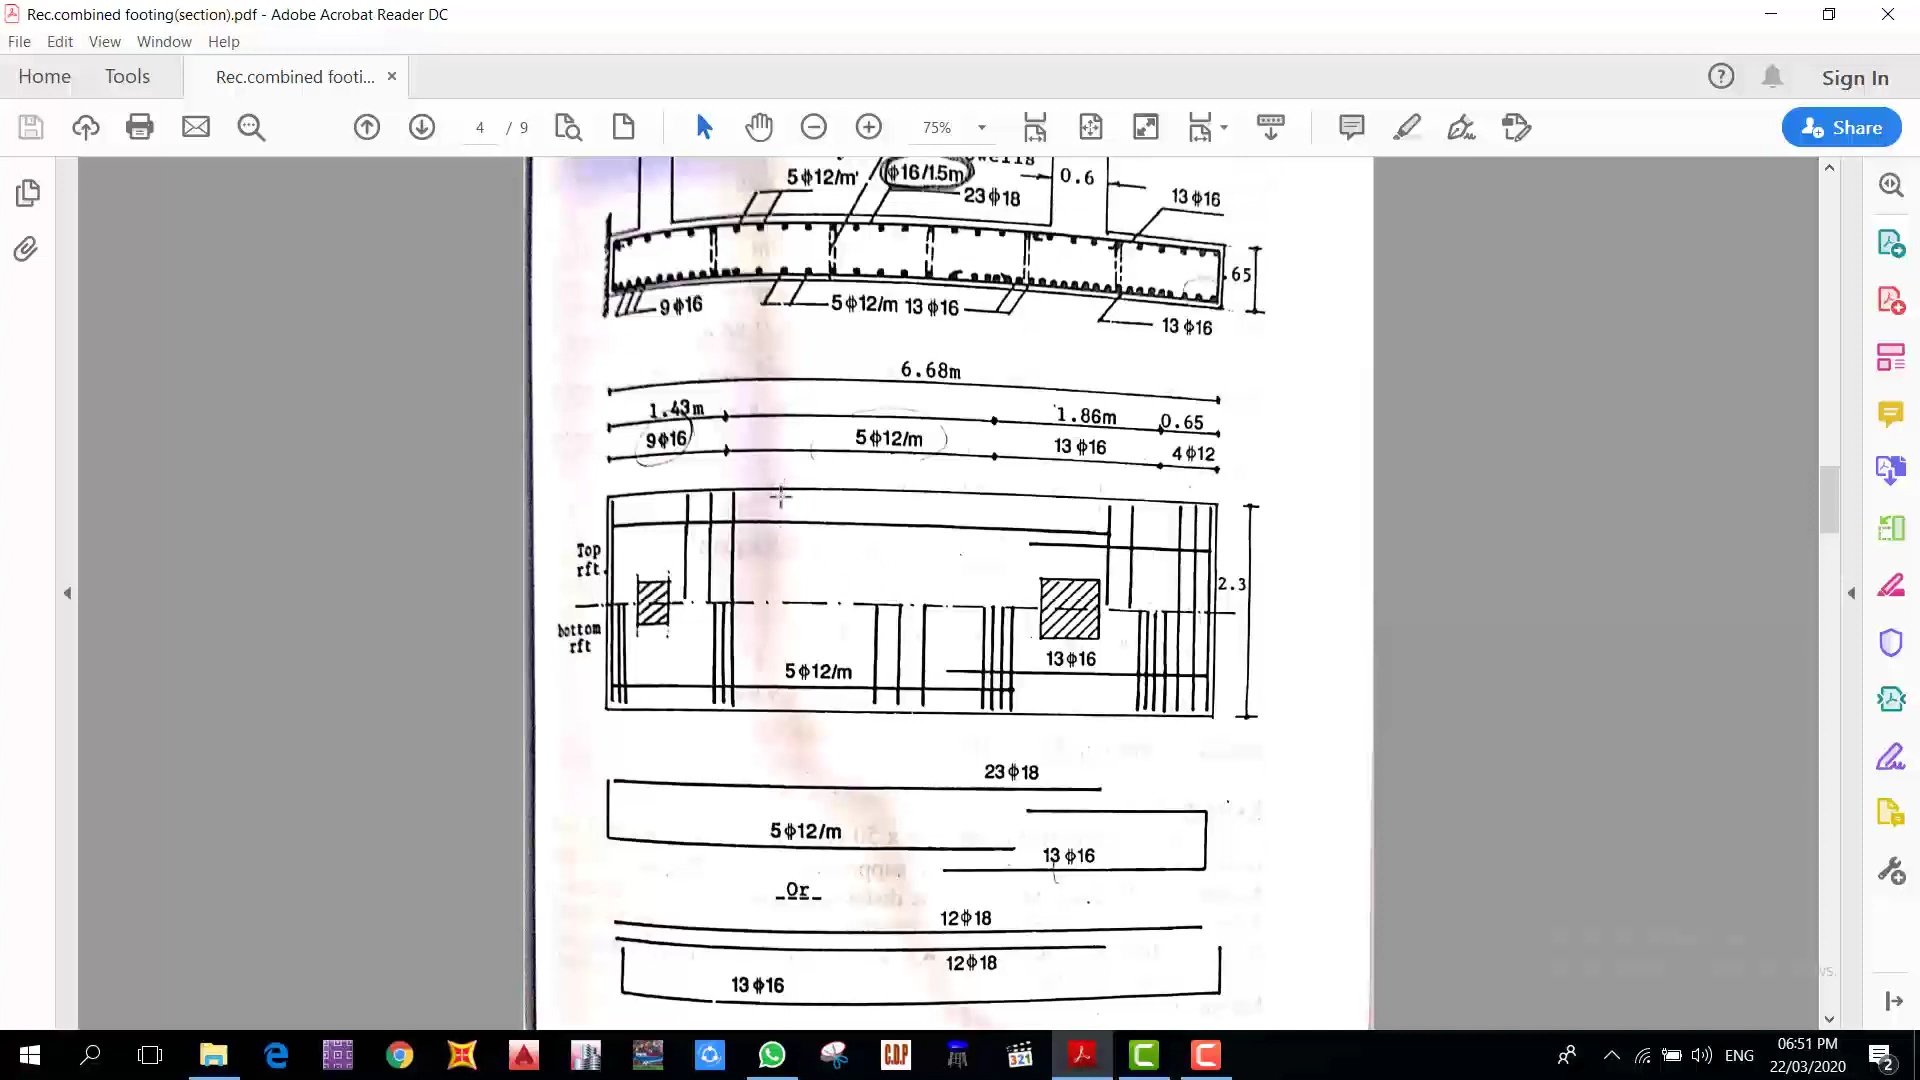 Rec.combined footing(section).pdf - Adobe Acrobat Reader DC
File Edit View Window Help
Home Tools Rec.combined footi... ×
Sign In
4 / 9 75% Share
5ϕ12/m' ϕ16/1.5m 0.6
23ϕ18 13ϕ16
.65
9ϕ16 5ϕ12/m 13ϕ16
13ϕ16
6.68m
1.43m 1.86m 0.65
9ϕ16 5ϕ12/m 13ϕ16 4ϕ12
Top
rft.
2.3
bottom
rft
5ϕ12/m 13ϕ16
23ϕ18
5ϕ12/m
13ϕ16
Or
12ϕ18
12ϕ18
13ϕ16
C.D.P 321 ENG 06:51 PM
22/03/2020 2